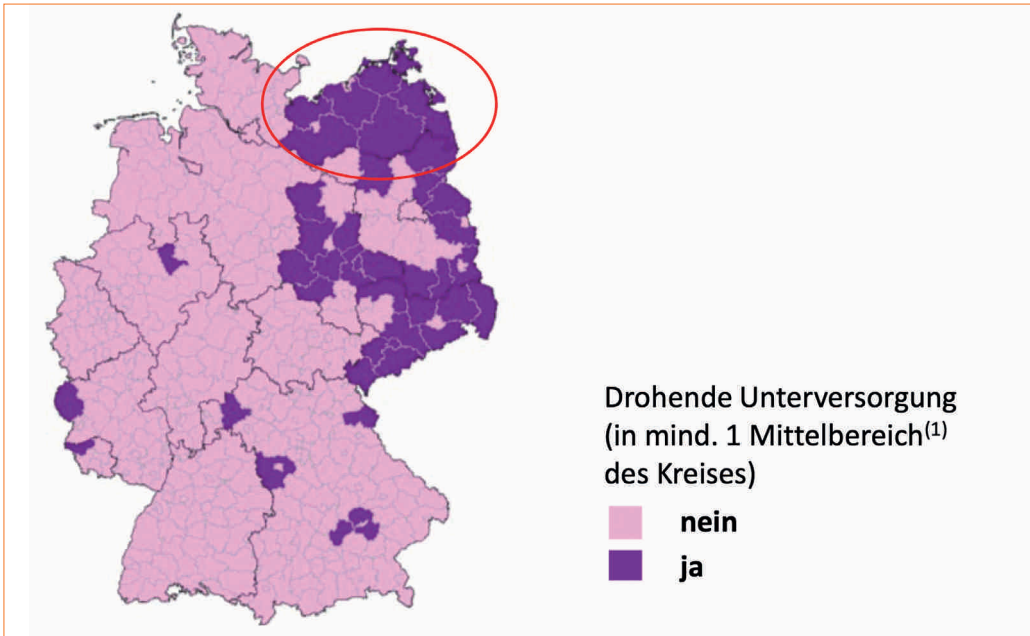 Drohende Unterversorgung
(in mind. 1 Mittelbereich⁽¹⁾
des Kreises)
nein
ja